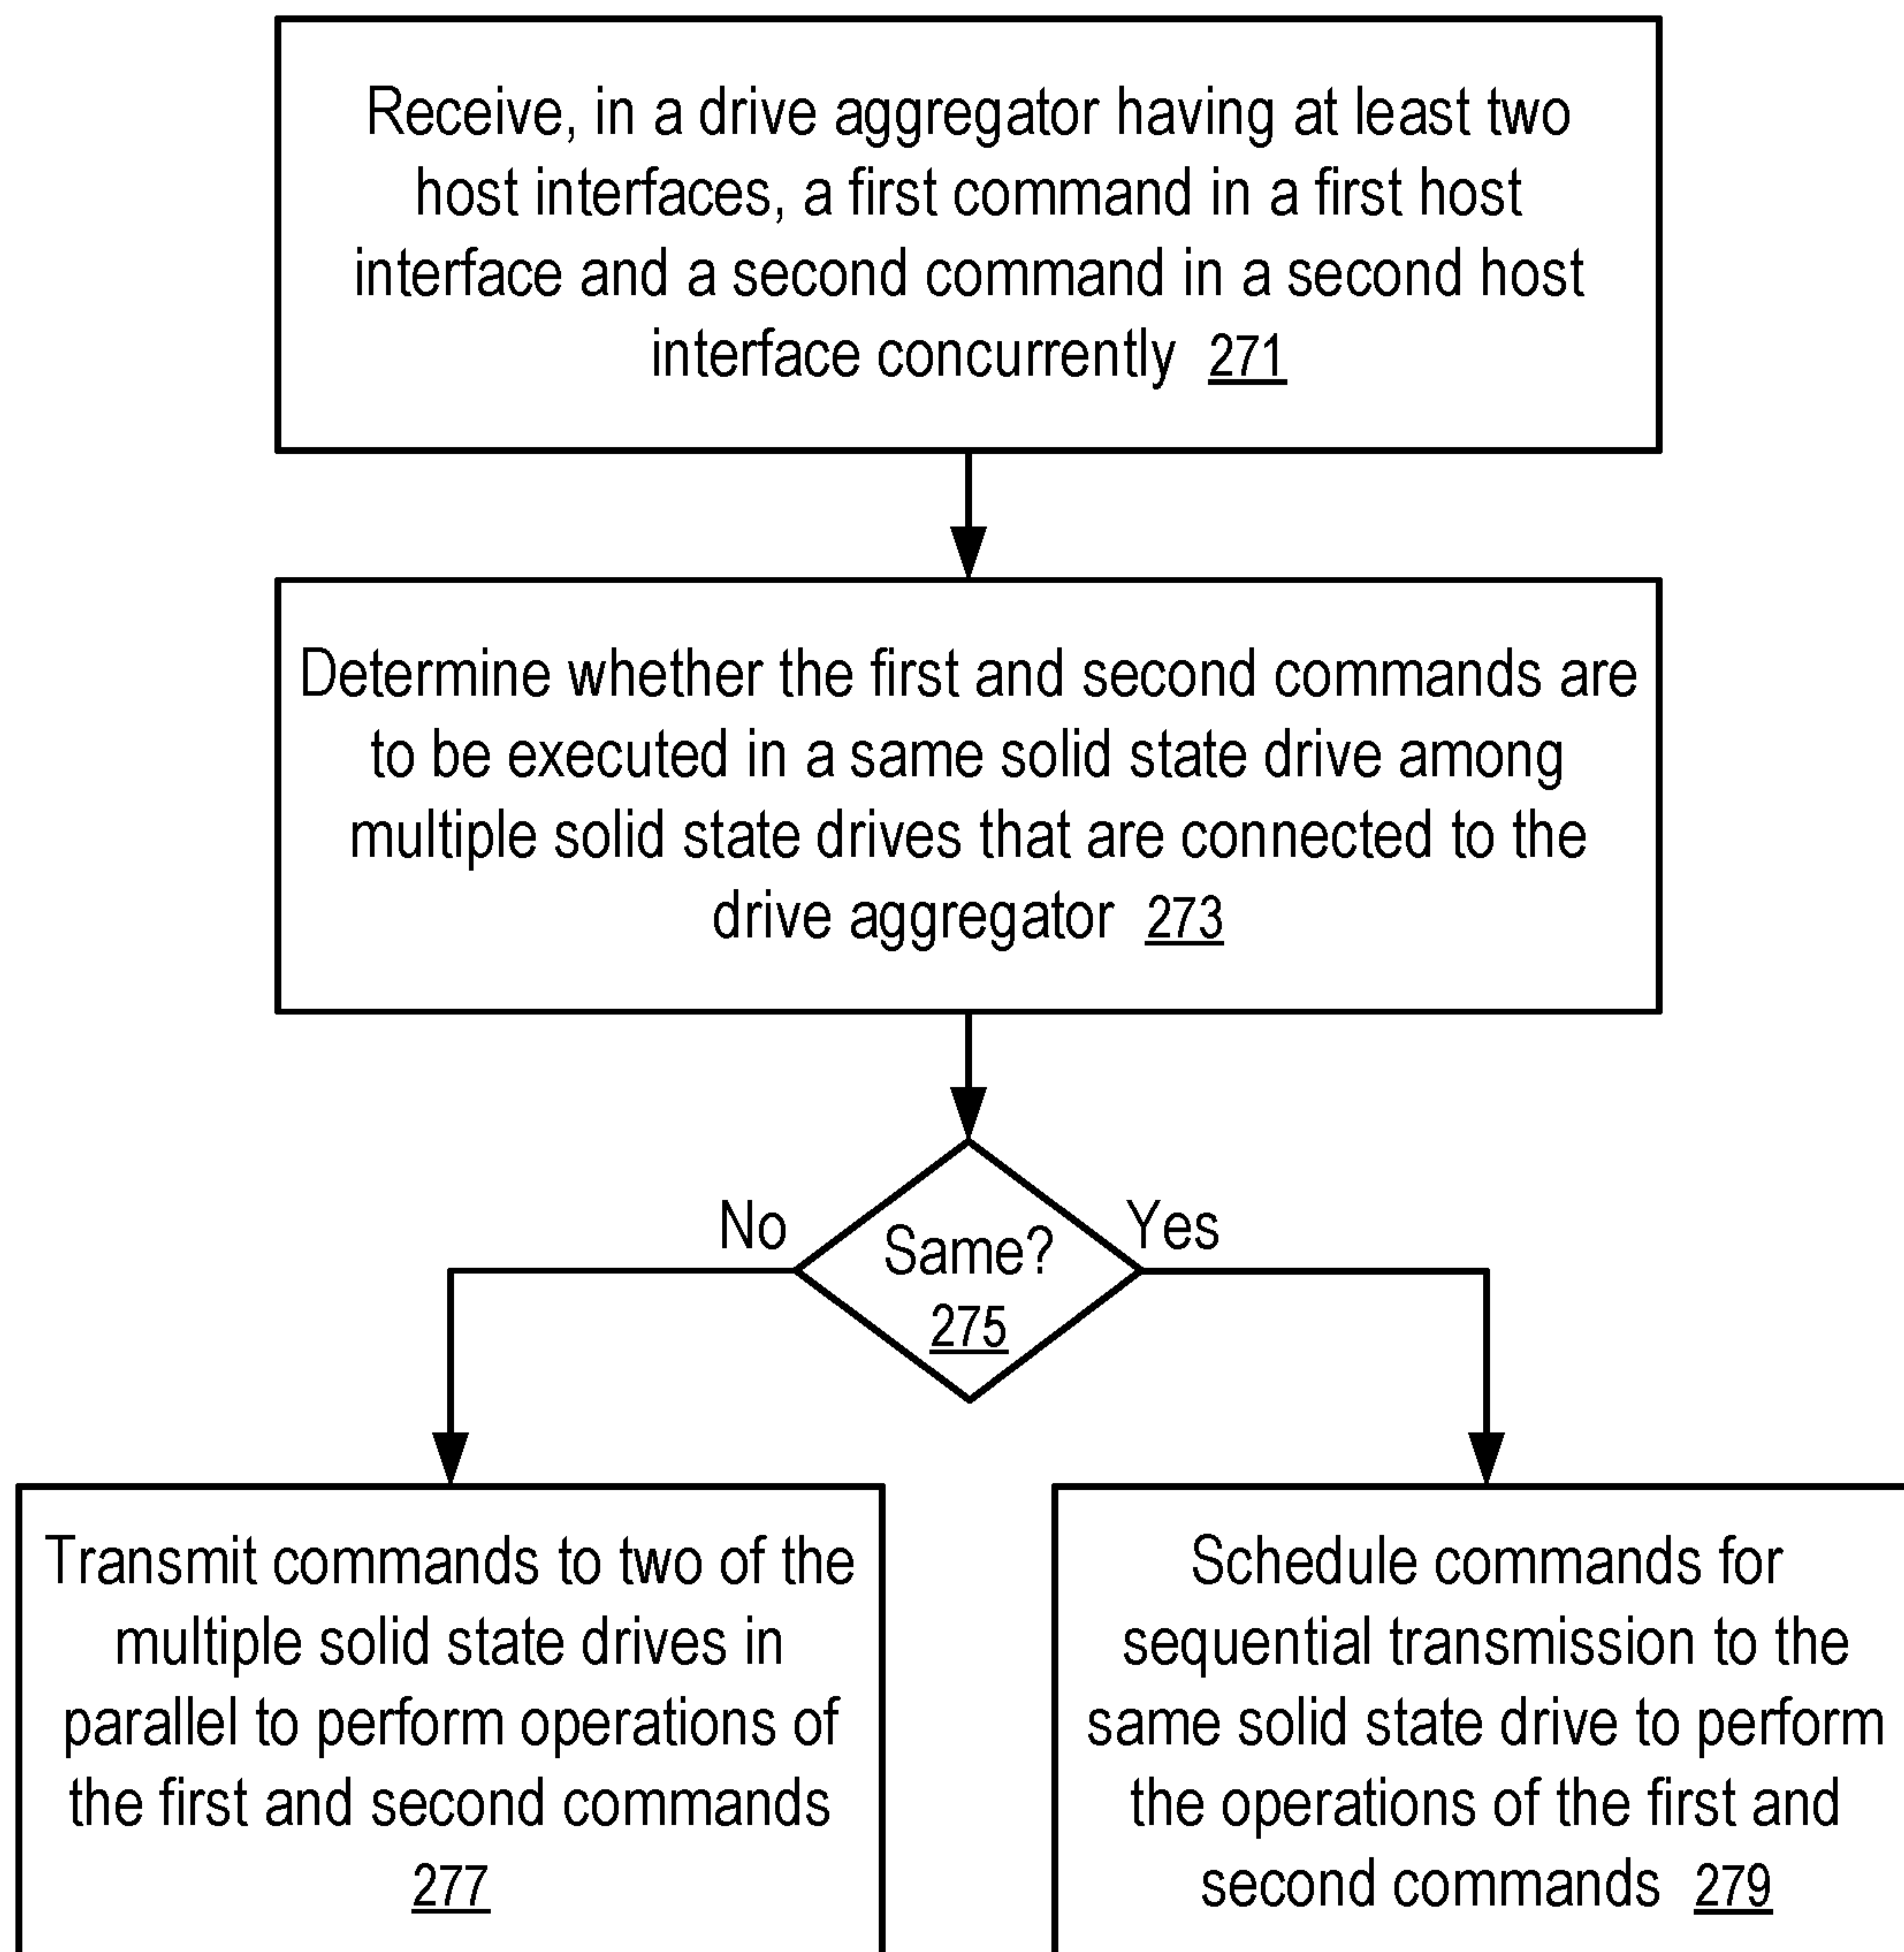 Receive, in a drive aggregator having at least two
host interfaces, a first command in a first host
interface and a second command in a second host
interface concurrently 271
Determine whether the first and second commands are
to be executed in a same solid state drive among
multiple solid state drives that are connected to the
drive aggregator 273
No
Same?
275
Yes
Transmit commands to two of the
multiple solid state drives in
parallel to perform operations of
the first and second commands
277
Schedule commands for
sequential transmission to the
same solid state drive to perform
the operations of the first and
second commands 279